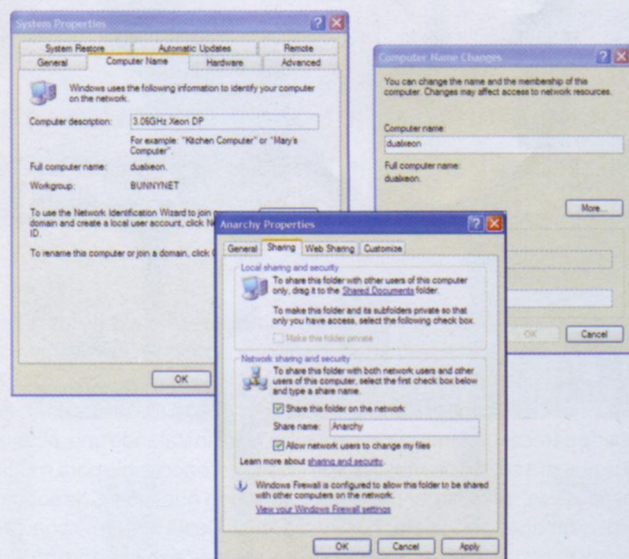 System Properties
System Restore Automatic Updates Remote
General Computer Name Hardware Advanced
Windows uses the following information to identify your computer
on the network.
Computer description: 3.06GHz Xeon DP
For example: "Kitchen Computer" or "Mary's
Computer".
Full computer name: dualxeon.
Workgroup: BUNNYNET
To use the Network Identification Wizard to join a
domain and create a local user account, click
ID.
To rename this computer or join a domain, click
OK
Computer Name Changes
You can change the name and the membership of this
computer. Changes may affect access to network resources.
Computer name:
dualxeon
Full computer name:
dualxeon.
More...
OK Cancel
Anarchy Properties
General Sharing Web Sharing Customize
Local sharing and security
To share this folder with other users of this computer
only, drag it to the Shared Documents folder.
To make this folder and its subfolders private so that
only you have access, select the following check box.
Make this folder private
Network sharing and security
To share this folder with both network users and other
users of this computer, select the first check box below
and type a share name.
Share this folder on the network
Share name: Anarchy
Allow network users to change my files
Learn more about sharing and security.
Windows Firewall is configured to allow this folder to be shared
with other computers on the network.
View your Windows Firewall settings
OK Cancel Apply